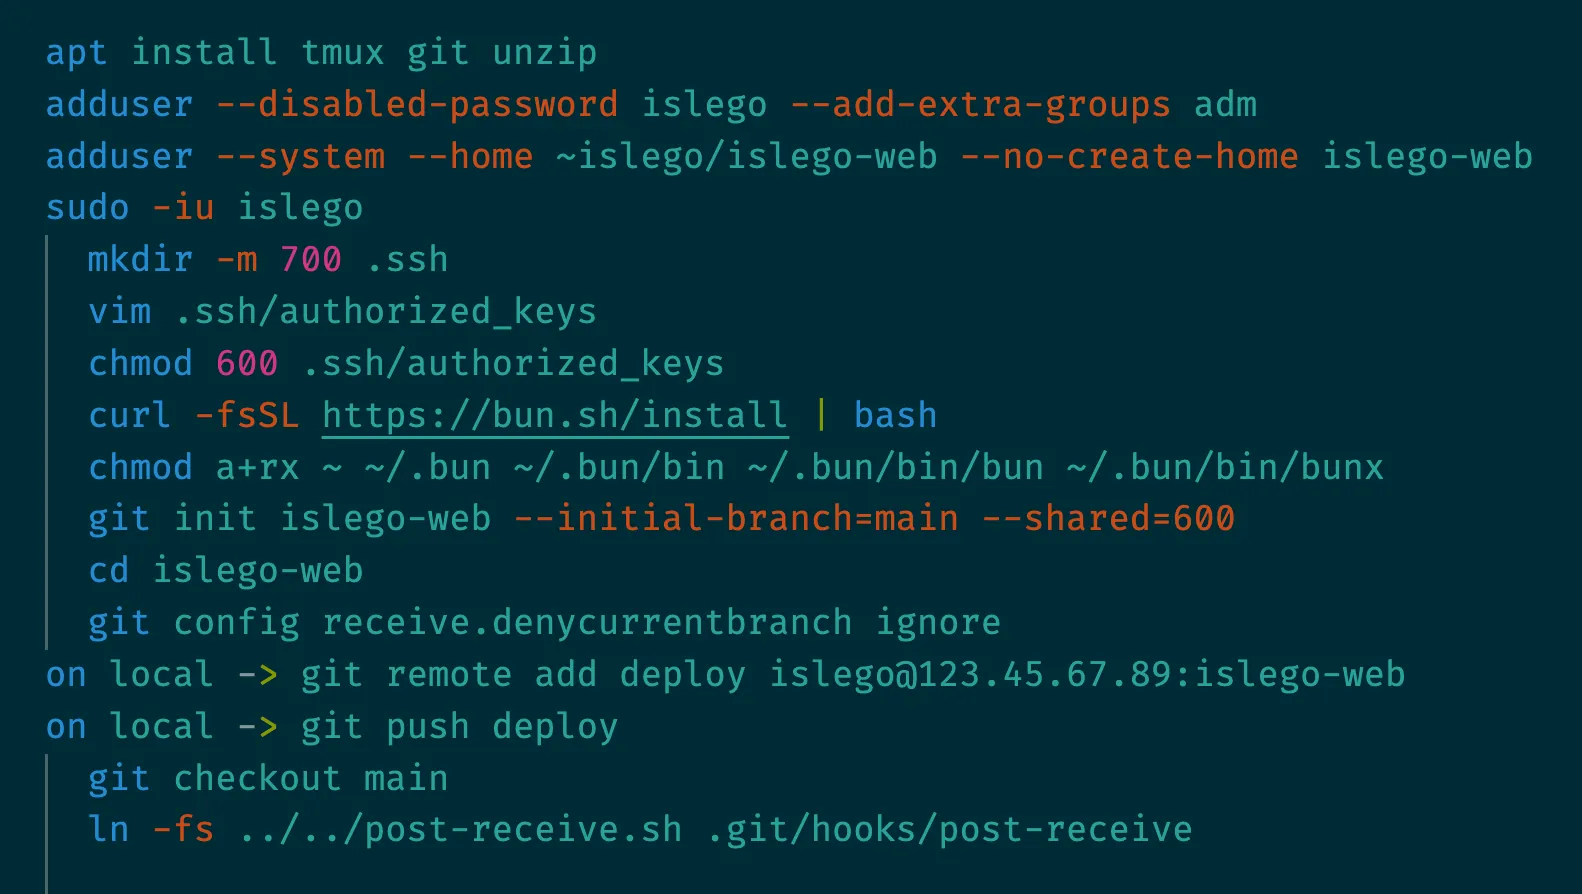 apt install tmux git unzip
adduser --disabled-password islego --add-extra-groups adm
adduser --system --home ~islego/islego-web --no-create-home islego-web
sudo -iu islego
mkdir -m 700 .ssh
vim .ssh/authorized_keys
chmod 600 .ssh/authorized_keys
curl -fsSL https://bun.sh/install | bash
chmod a+rx ~ ~/.bun ~/.bun/bin ~/.bun/bin/bun ~/.bun/bin/bunx
git init islego-web --initial-branch=main --shared=600
cd islego-web
git config receive.denycurrentbranch ignore
on local -> git remote add deploy islego@123.45.67.89:islego-web
on local -> git push deploy
git checkout main
ln -fs ../../post-receive.sh .git/hooks/post-receive